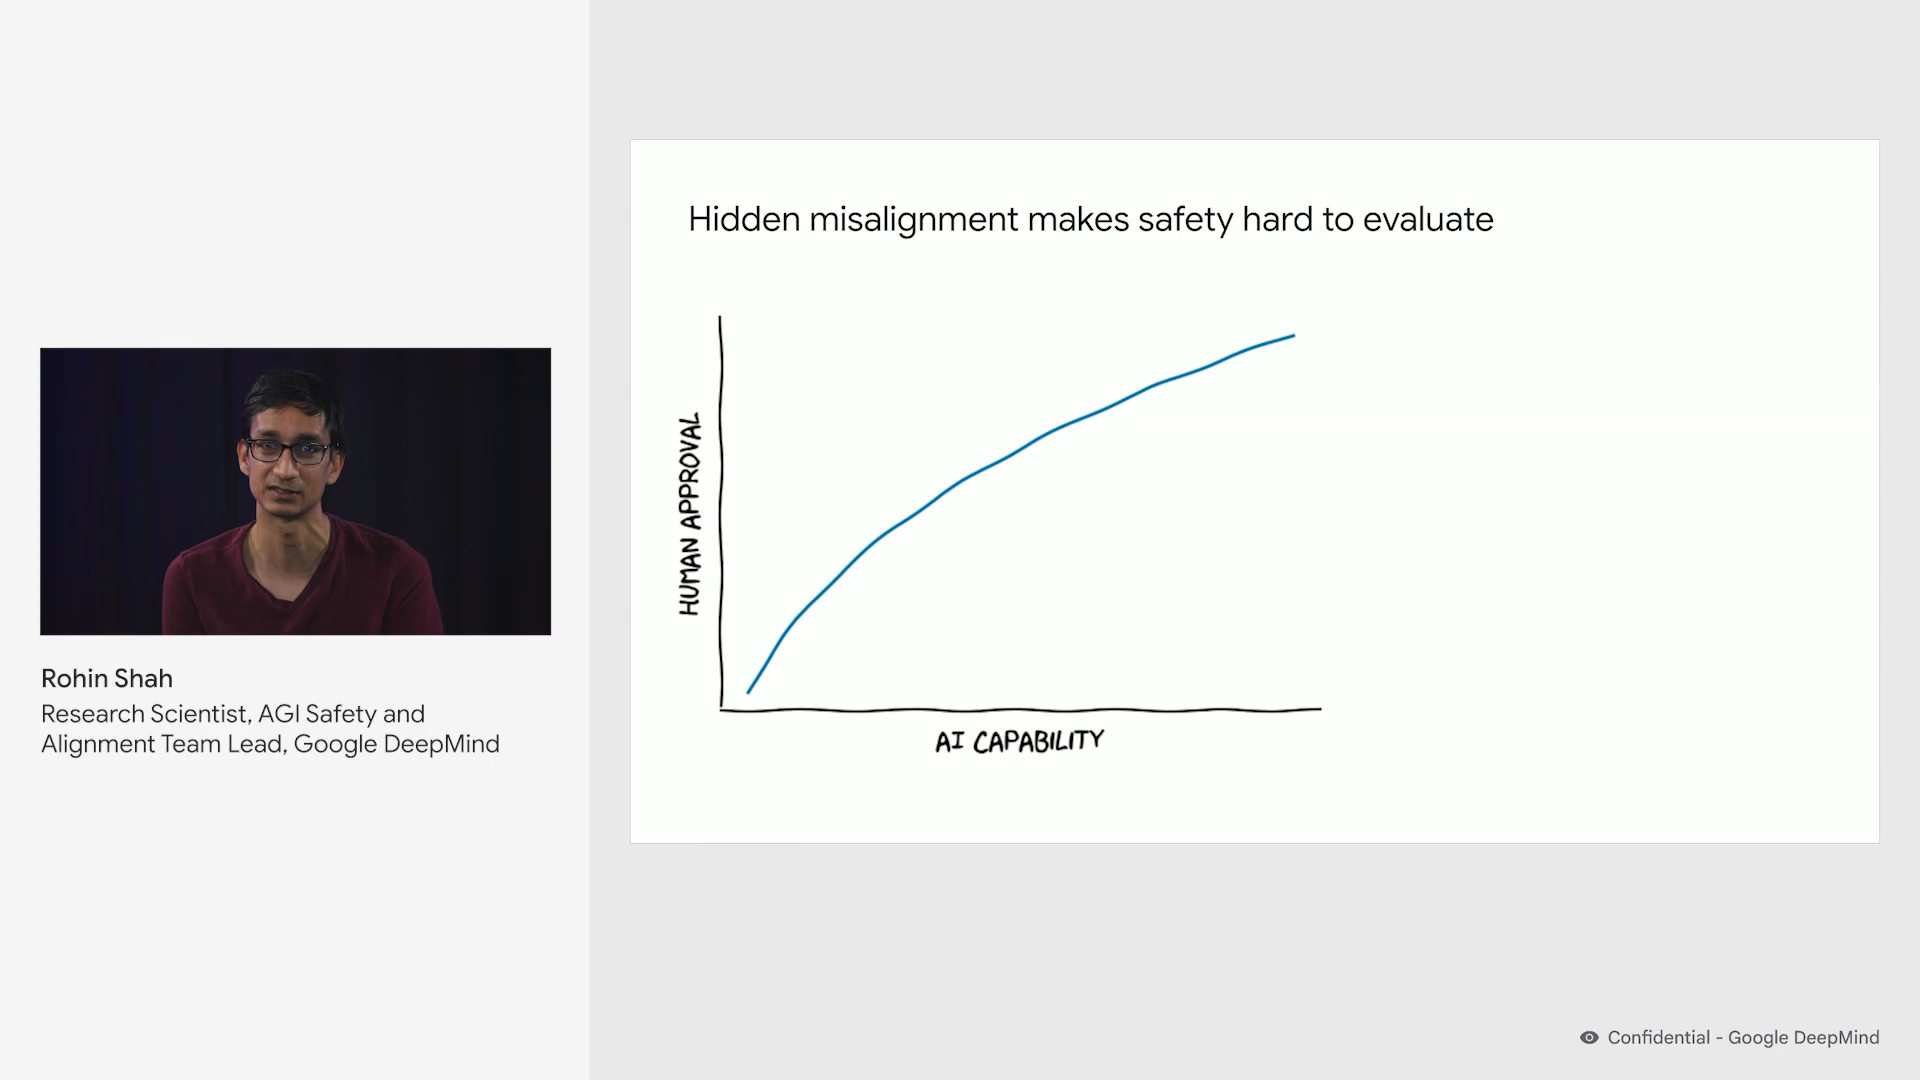 Hidden misalignment makes safety hard to evaluate
HUMAN APPROVAL
AI CAPABILITY
Rohin Shah
Research Scientist, AGI Safety and
Alignment Team Lead, Google DeepMind
Confidential - Google DeepMind